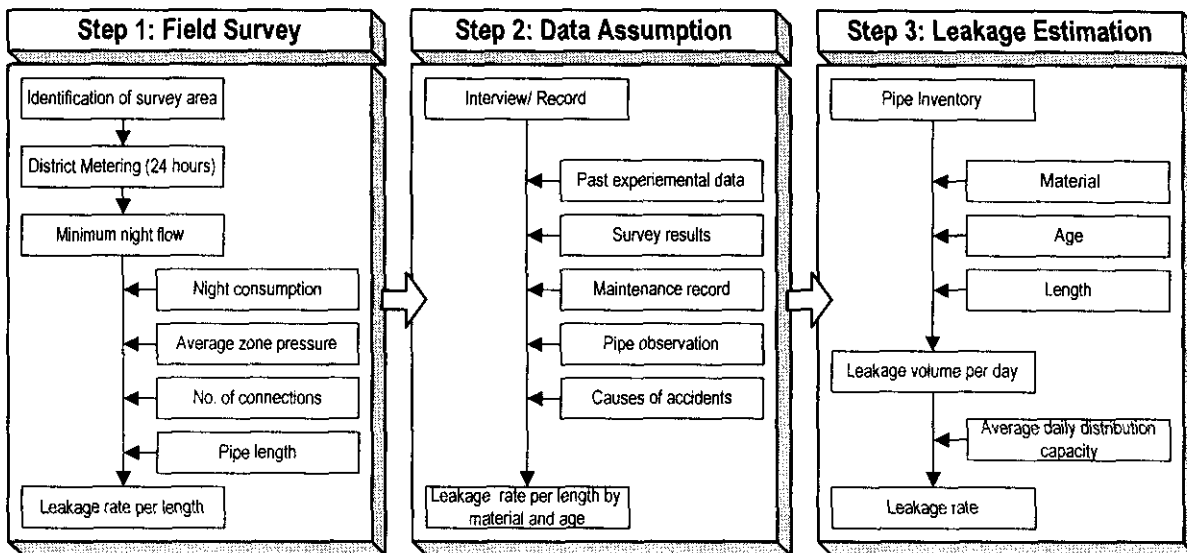 Step 1: Field Survey
Identification of survey area
District Metering (24 hours)
Minimum night flow
Night consumption
Average zone pressure
No. of connections
Pipe length
Leakage rate per length
Step 2: Data Assumption
Interview/ Record
Past experiemental data
Survey results
Maintenance record
Pipe observation
Causes of accidents
Leakage rate per length by
material and age
Step 3: Leakage Estimation
Pipe Inventory
Material
Age
Length
Leakage volume per day
Average daily distribution
capacity
Leakage rate